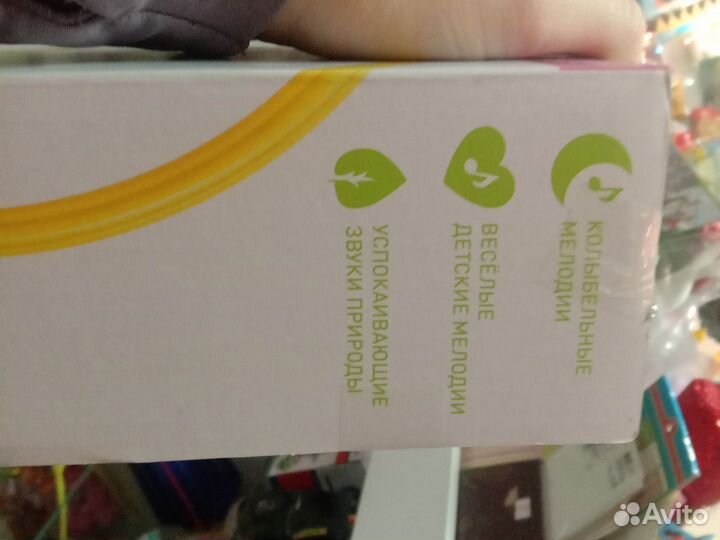 КОЛЫБЕЛЬНЫЕ
МЕЛОДИИ
ВЕСЁЛЫЕ
ДЕТСКИЕ МЕЛОДИИ
УСПОКАИВАЮЩИЕ
ЗВУКИ ПРИРОДЫ
Avito